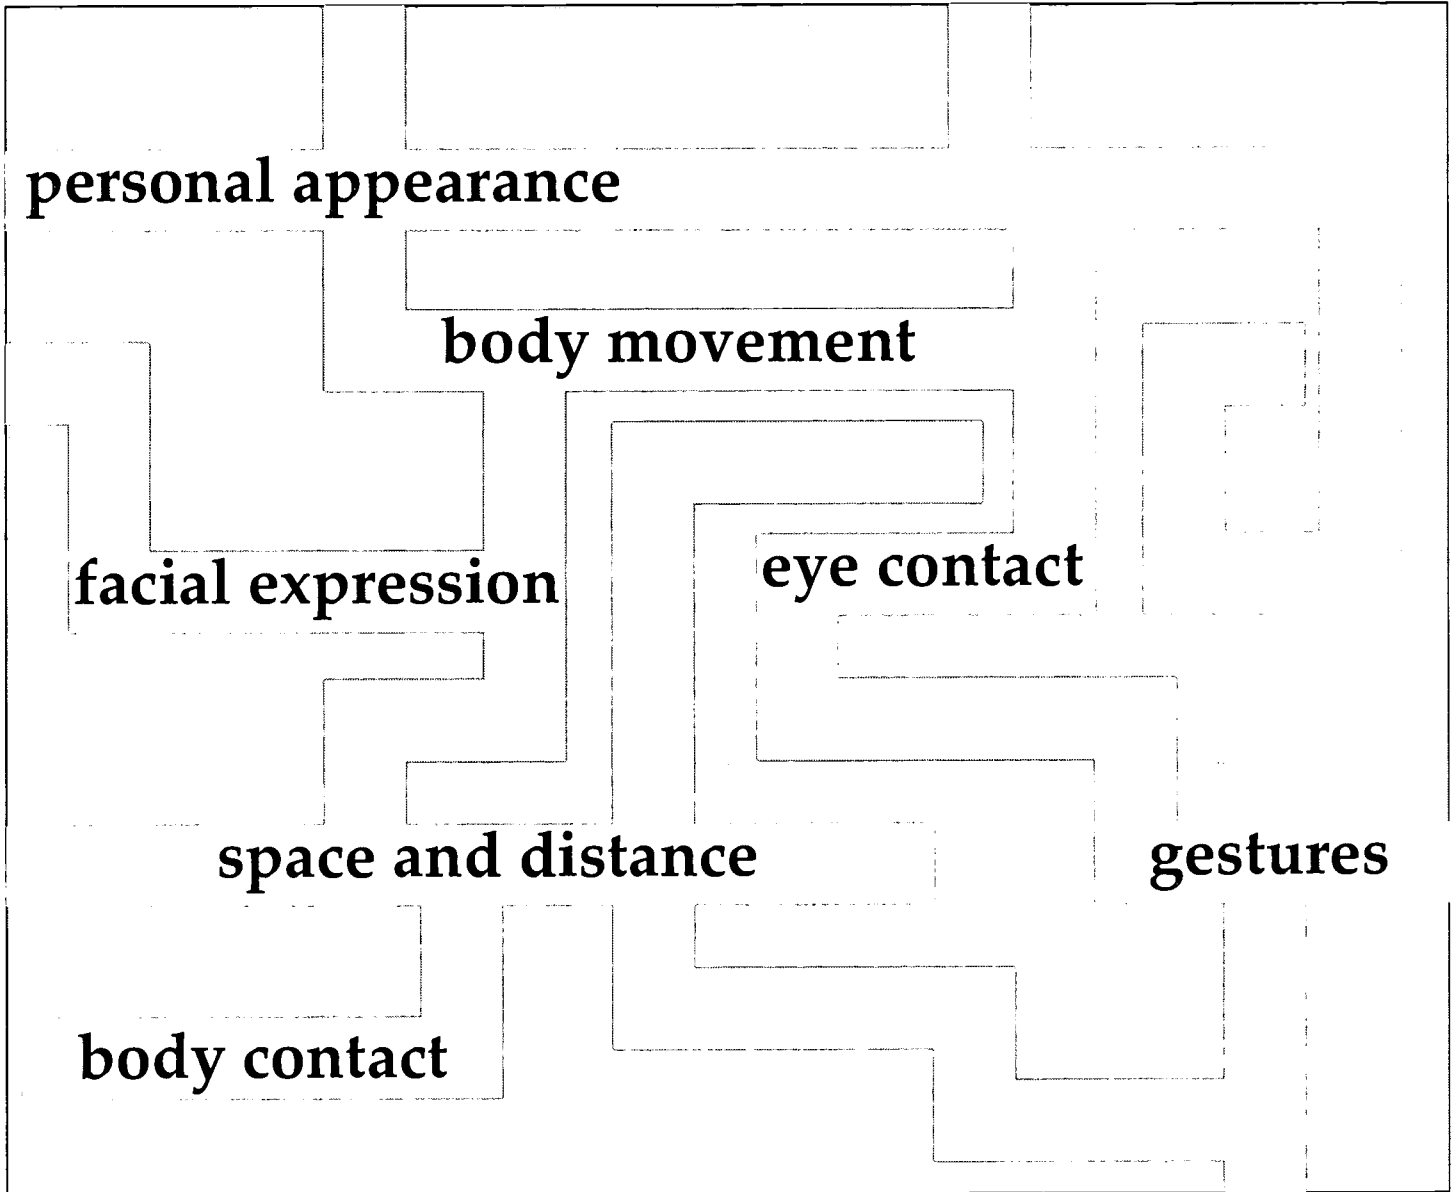 personal appearance
body movement
eye contact
facial expression
space and distance
gestures
body contact